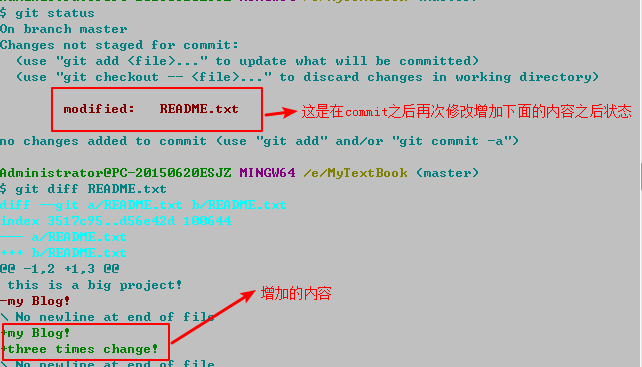 $ git status
On branch master
Changes not staged for commit:
(use "git add <file>..." to update what will be committed)
(use "git checkout -- <file>..." to discard changes in working directory)
modified: README.txt
这是在commit之后再次修改增加下面的内容之后状态
no changes added to commit (use "git add" and/or "git commit -a")
Administrator@PC-20150620ESJZ MINGW64 /e/MyTextBook (master)
$ git diff README.txt
diff --git a/README.txt b/README.txt
index 3517c95..d56e42d 100644
--- a/README.txt
+++ b/README.txt
@@ -1,2 +1,3 @@
this is a big project!
-my Blog!
\ No newline at end of file
+my Blog!
+three times change!
\ No newline at end of file
增加的内容